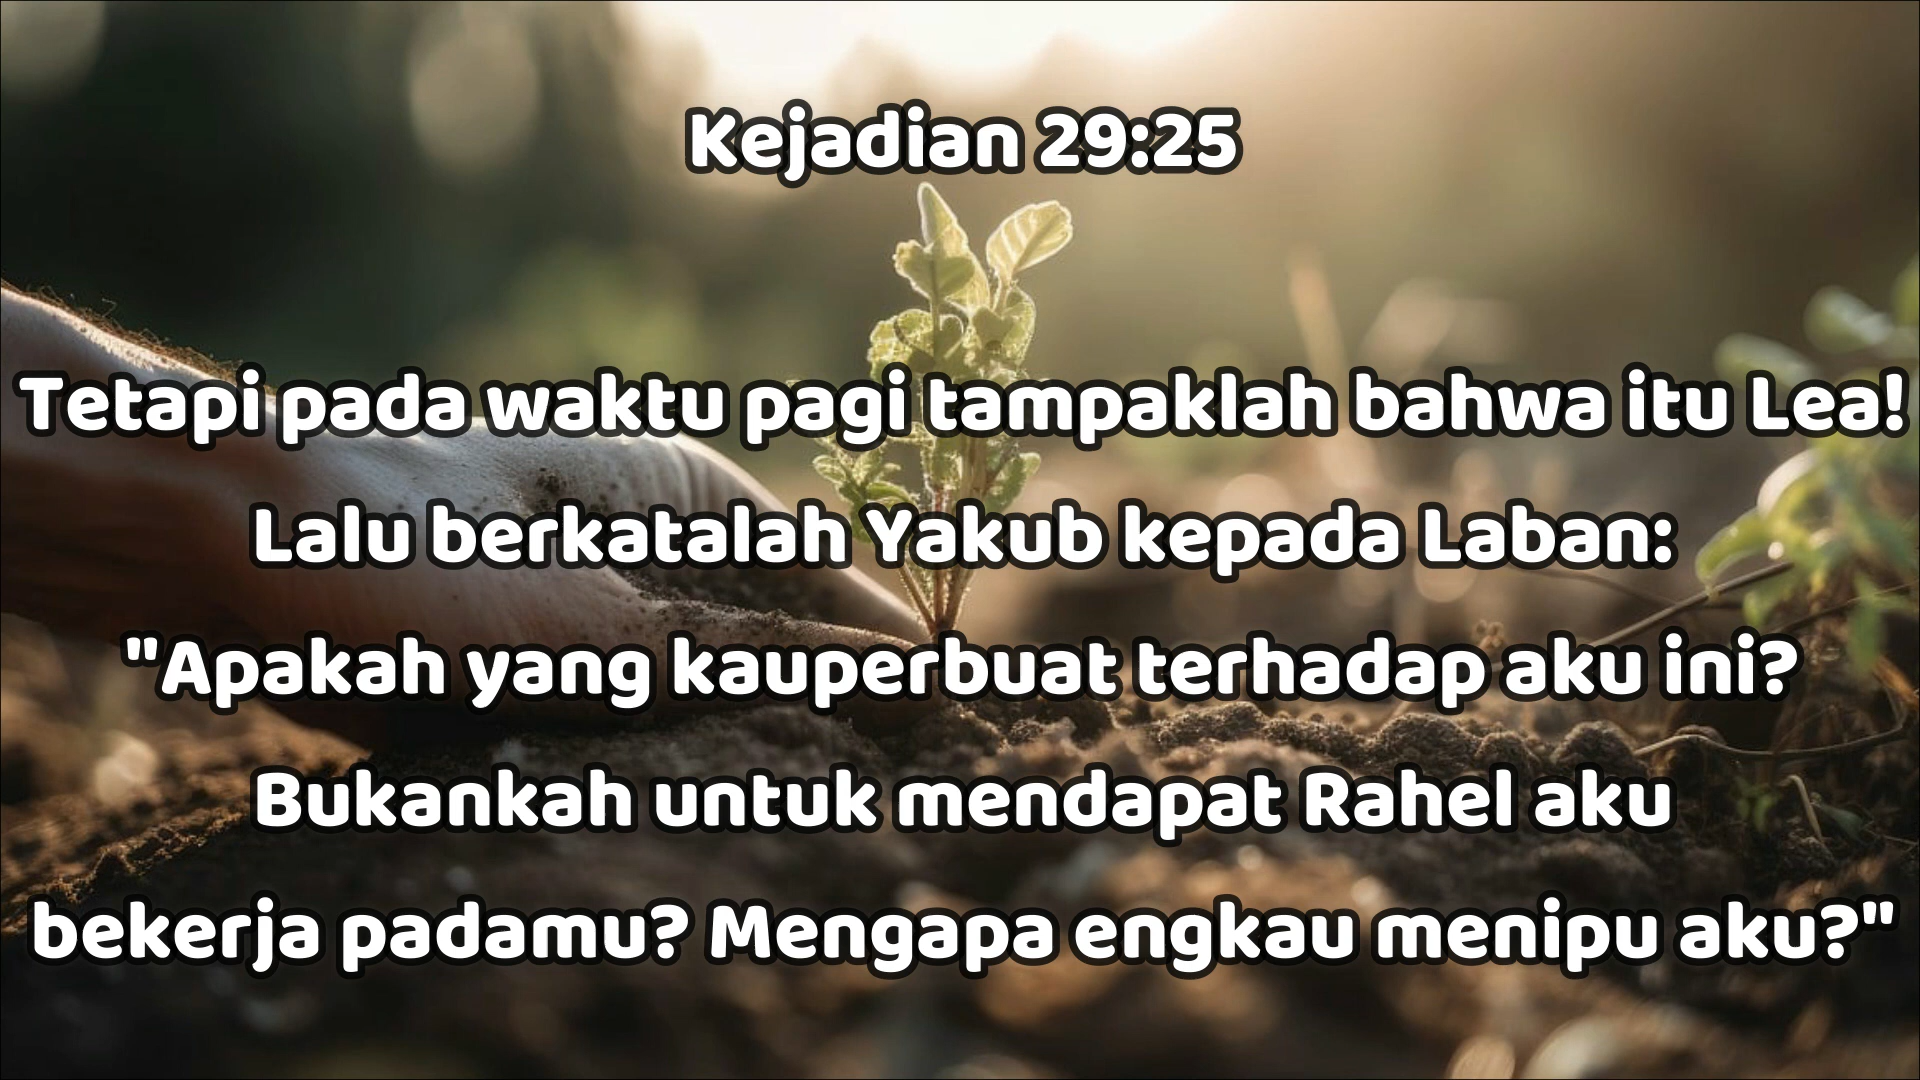 Kejadian 29:25
Tetapi pada waktu pagi tampaklah bahwa itu Lea!
Lalu berkatalah Yakub kepada Laban:
"Apakah yang kauperbuat terhadap aku ini?
Bukankah untuk mendapat Rahel aku
bekerja padamu? Mengapa engkau menipu aku?"